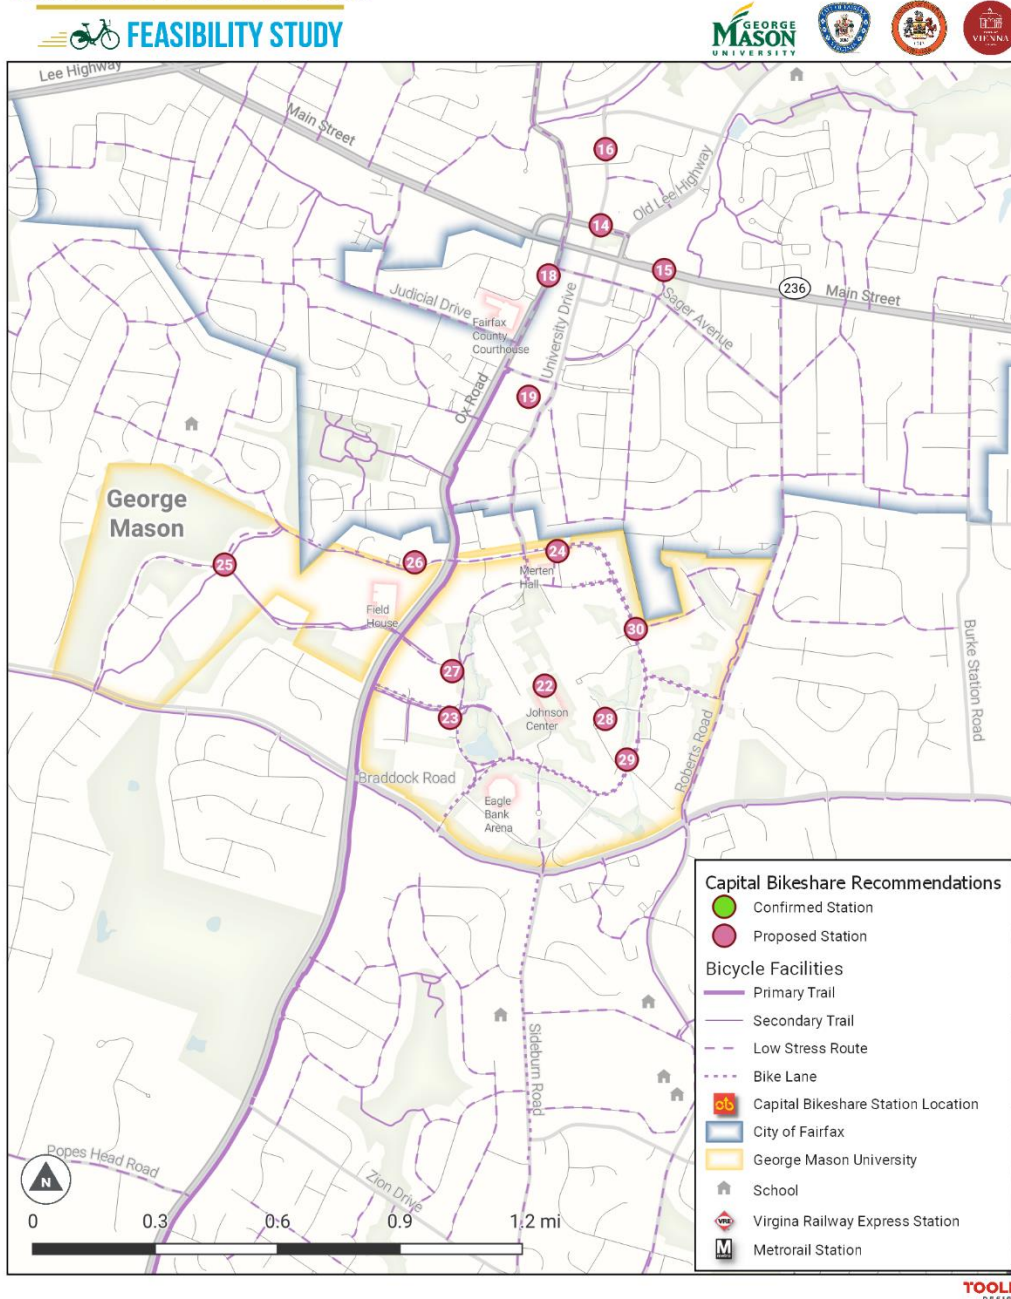 FEASIBILITY STUDY
GEORGE
MASON
UNIVERSITY
VIENNA
Lee Highway
Main Street
16
Old Lee Highway
14
18
15
236
Main Street
Judicial Drive
Sager Avenue
University Drive
Fairfax
County
Courthouse
Ox Road
19
George
Mason
25
26
24
Merten
Hall
Field
House
30
Burke Station Road
27
22
Johnson
Center
28
23
29
Roberts Road
Braddock Road
Eagle
Bank
Arena
Sideburn Road
Popes Head Road
Zion Drive
N
0 0.3 0.6 0.9 1.2 mi
Capital Bikeshare Recommendations
Confirmed Station
Proposed Station
Bicycle Facilities
Primary Trail
Secondary Trail
Low Stress Route
Bike Lane
Capital Bikeshare Station Location
City of Fairfax
George Mason University
School
VRE
Virgina Railway Express Station
M
Metrorail Station